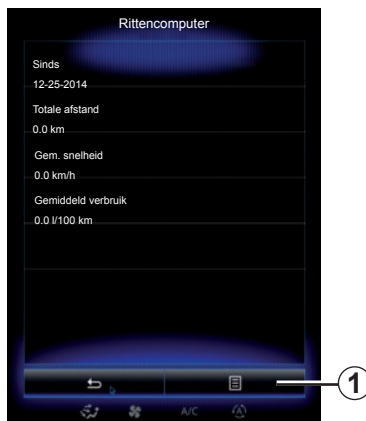 Rittencomputer
Sinds
12-25-2014
Totale afstand
0.0 km
Gem. snelheid
0.0 km/h
Gemiddeld verbruik
0.0 l/100 km
1
A/C
A